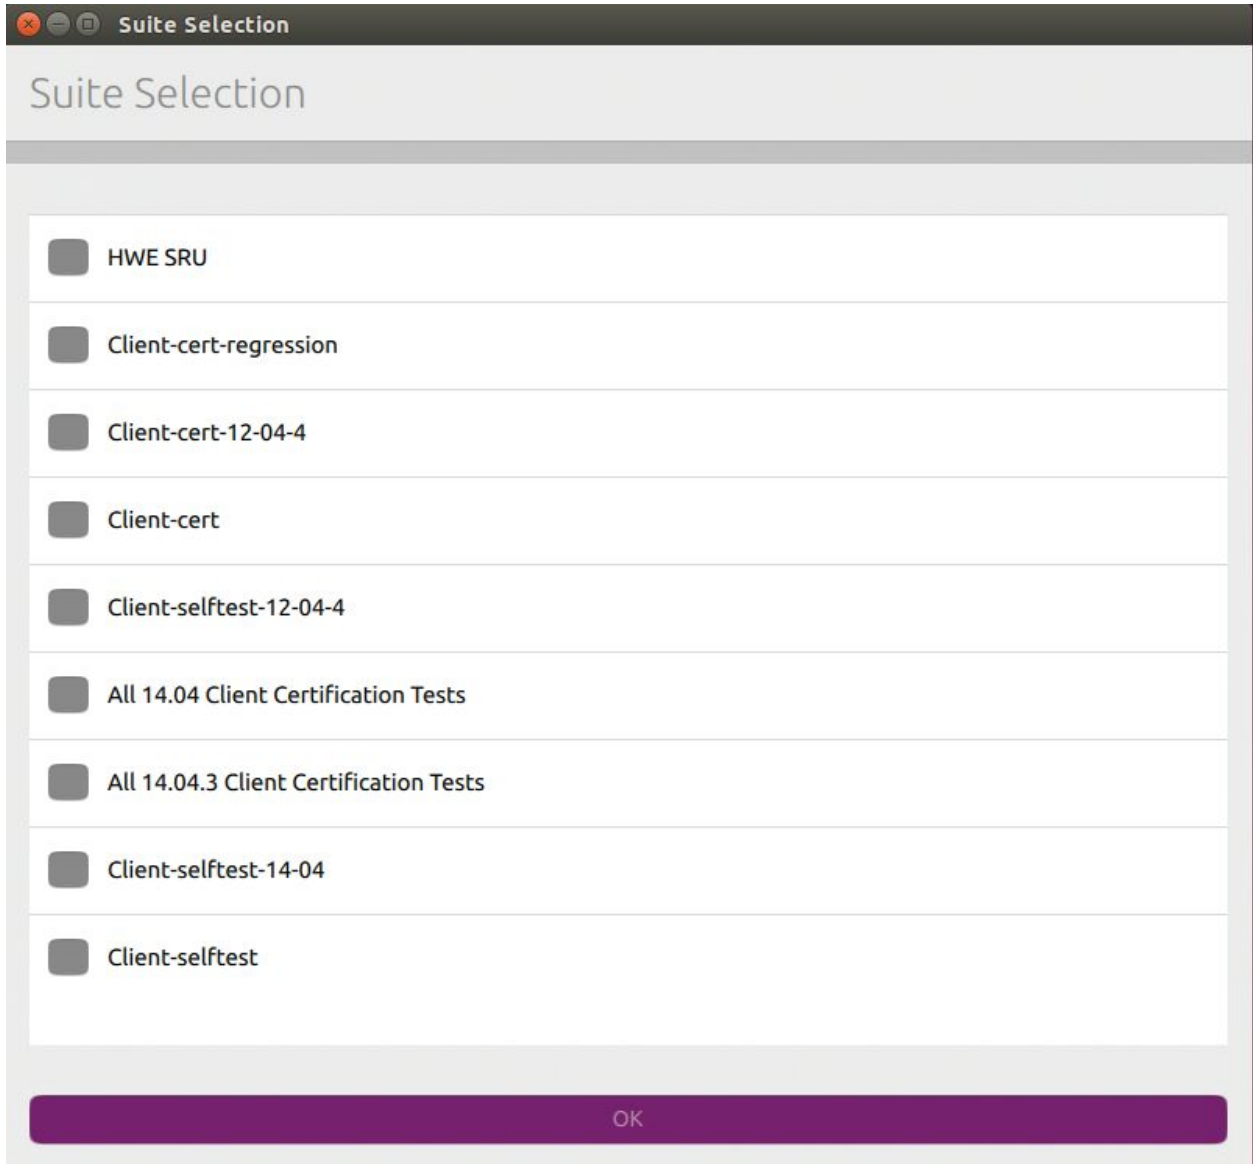 Suite Selection
Suite Selection
HWE SRU
Client-cert-regression
Client-cert-12-04-4
Client-cert
Client-selftest-12-04-4
All 14.04 Client Certification Tests
All 14.04.3 Client Certification Tests
Client-selftest-14-04
Client-selftest
OK